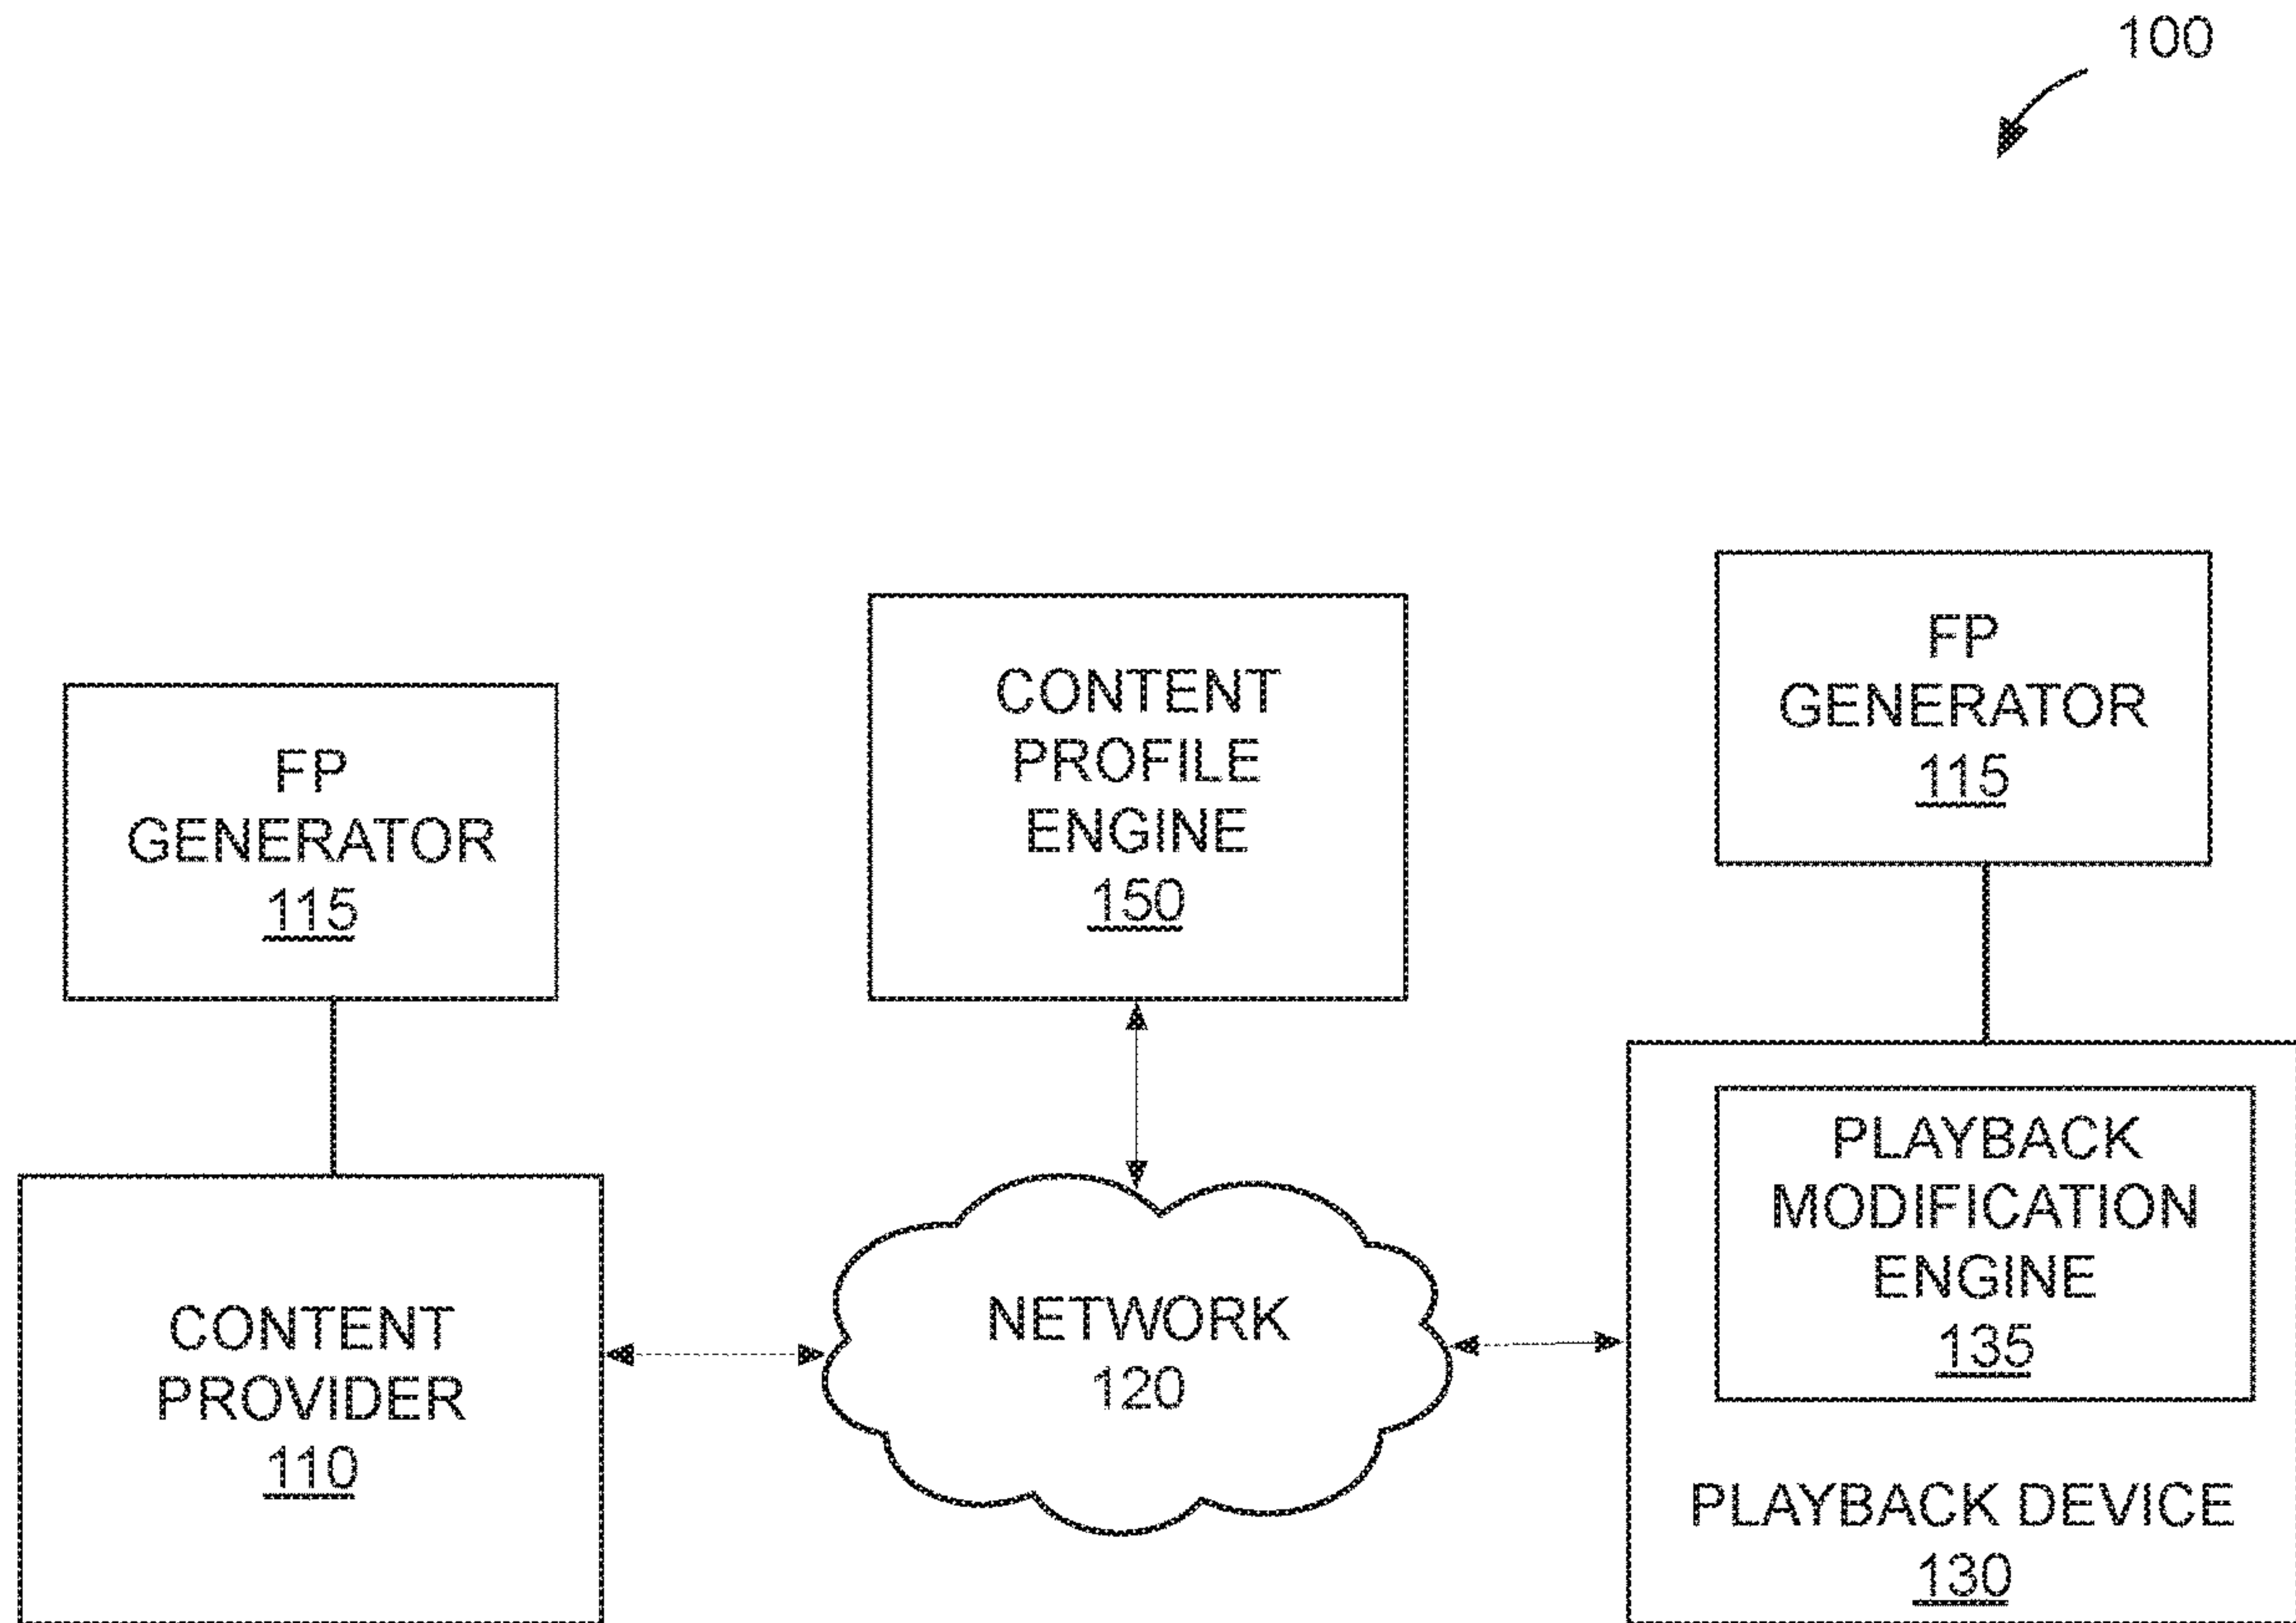 100
FP
GENERATOR
115
CONTENT
PROFILE
ENGINE
150
FP
GENERATOR
115
CONTENT
PROVIDER
110
NETWORK
120
PLAYBACK
MODIFICATION
ENGINE
135
PLAYBACK DEVICE
130